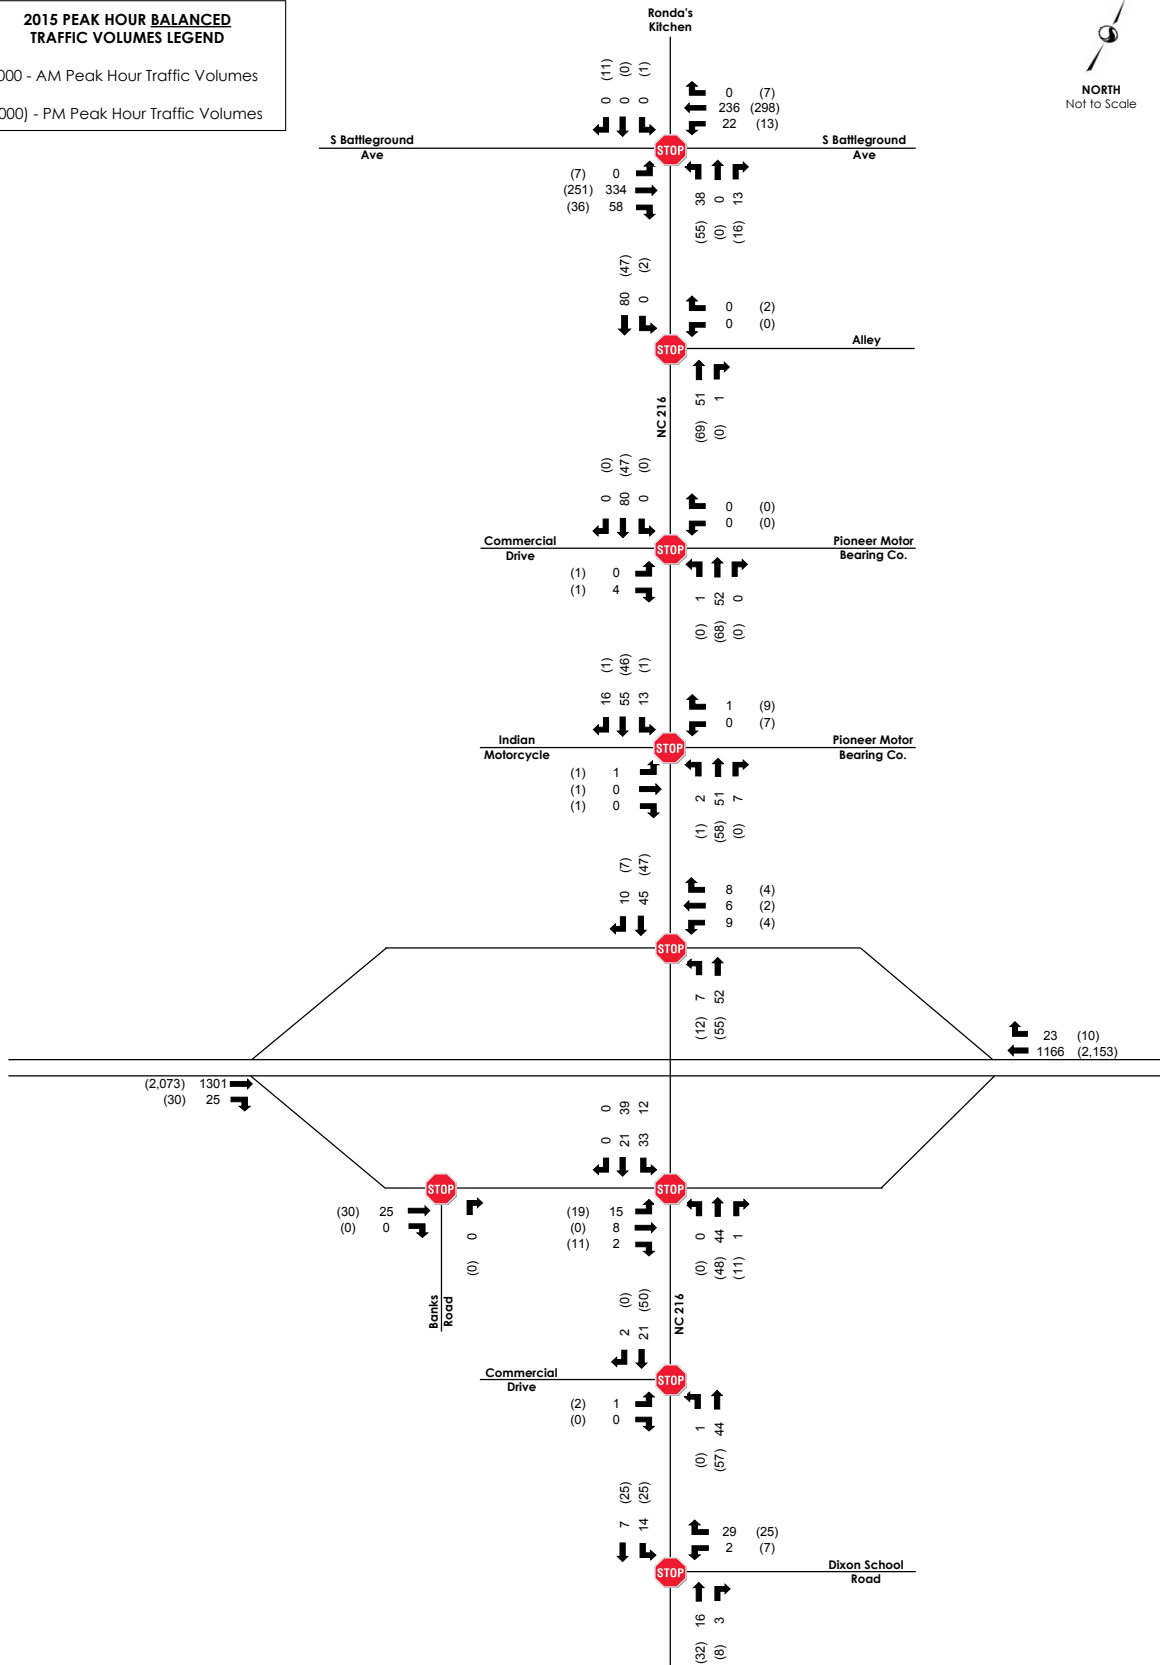 2015 PEAK HOUR BALANCED
TRAFFIC VOLUMES LEGEND
000 - AM Peak Hour Traffic Volumes
000) - PM Peak Hour Traffic Volumes
Ronda's
Kitchen
NORTH
Not to Scale
(11) (0) (1)
0 0 0
0 (7)
236 (298)
22 (13)
S Battleground
Ave
STOP
S Battleground
Ave
(7) 0
(251) 334
(36) 58
38 0 13
(55) (0) (16)
(47) (2)
80 0
0 (2)
0 (0)
STOP
Alley
51 1
(69) (0)
NC 216
(0) (47) (0)
0 80 0
0 (0)
0 (0)
Commercial
Drive
STOP
Pioneer Motor
Bearing Co.
(1) 0
(1) 4
1 52 0
(0) (68) (0)
(1) (46) (1)
16 55 13
1 (9)
0 (7)
Indian
Motorcycle
STOP
Pioneer Motor
Bearing Co.
(1) 1
(1) 0
(1) 0
2 51 7
(1) (58) (0)
(7) (47)
10 45
8 (4)
6 (2)
9 (4)
STOP
7 52
(12) (55)
23 (10)
1166 (2,153)
(2,073) 1301
(30) 25
0 39 12
0 21 33
STOP
STOP
(30) 25
(0) 0
0
(0)
(19) 15
(0) 8
(11) 2
0 44 1
(0) (48) (11)
Banks
Road
NC 216
(0) (50)
2 21
Commercial
Drive
STOP
(2) 1
(0) 0
1 44
(0) (57)
(25) (25)
7 14
29 (25)
2 (7)
STOP
Dixon School
Road
16 3
(32) (8)